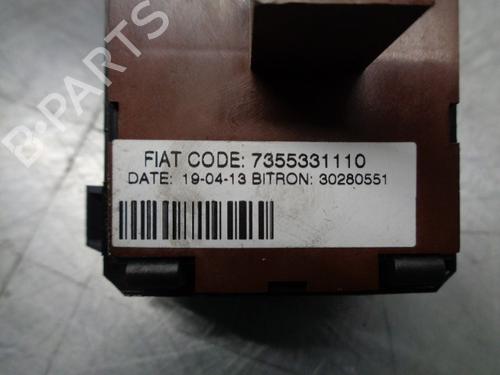 B-PARTS
FIAT CODE: 7355331110
DATE: 19-04-13 BITRON: 30280551